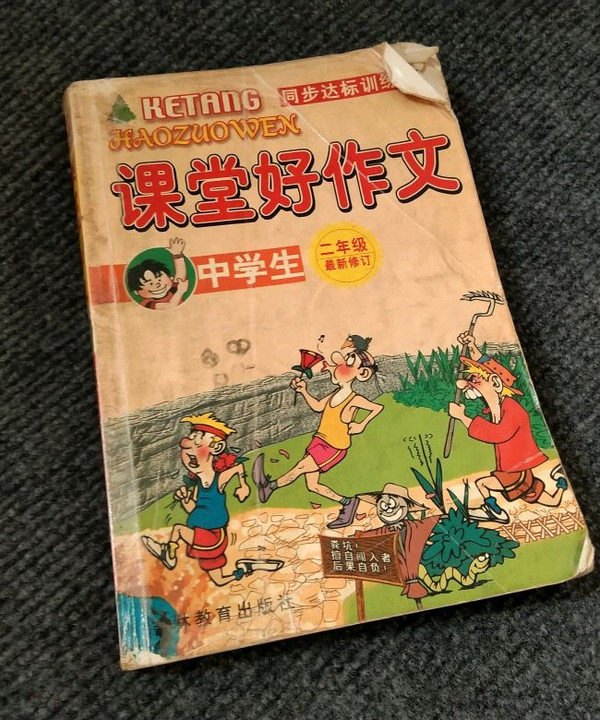 KETANG
同步达标训练
HAOZUOWEN
课堂好作文
中学生
二年级
最新修订
粪坑!
擅自闯入者
后果自负!
林教育出版社